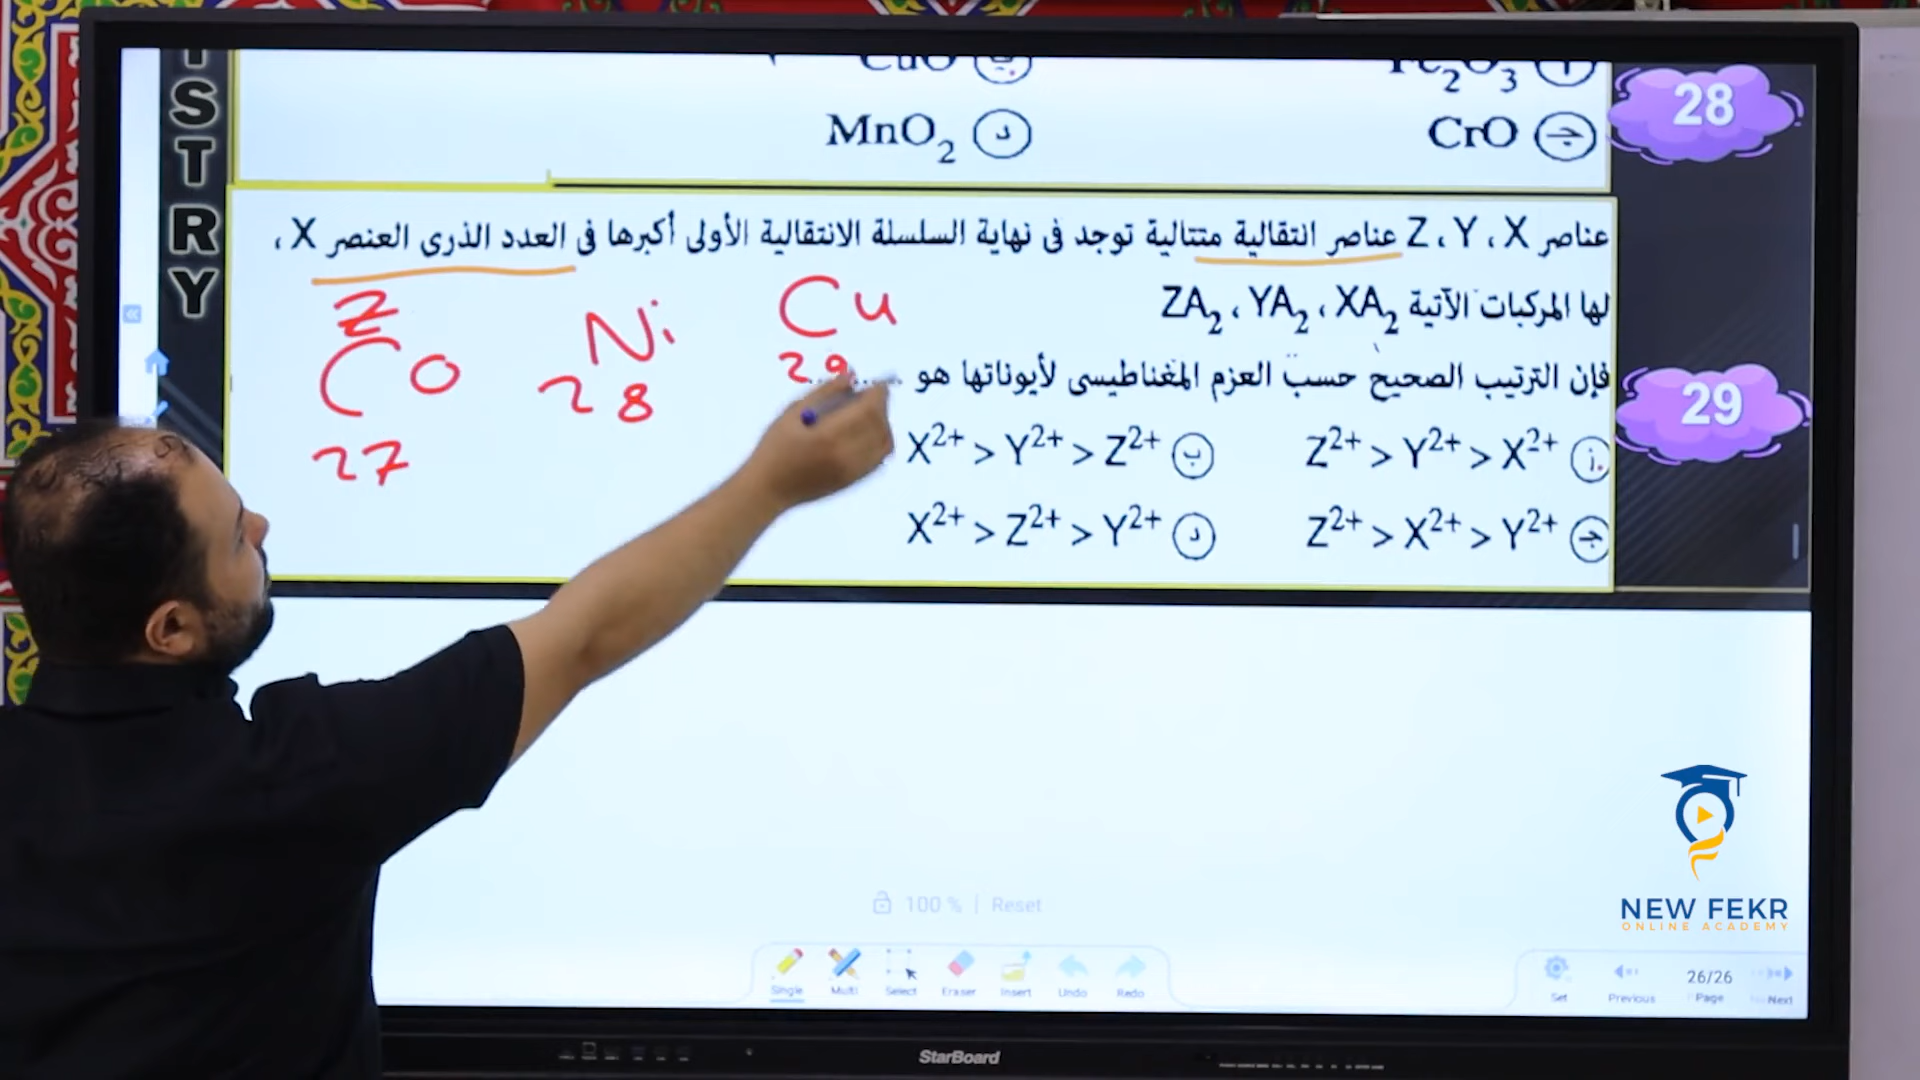 STRY
CuO ب
Fe₂O₃ أ
28
MnO₂ د
CrO ج
عناصر Z ، Y ، X عناصر انتقالية متتالية توجد فى نهاية السلسلة الانتقالية الأولى أكبرها فى العدد الذرى العنصر X ،
لها المركبات الآتية ZA₂ ، YA₂ ، XA₂
فإن الترتيب الصحيح حسب العزم المغناطيسى لأيوناتها هو ..........
29
Z²⁺ > Y²⁺ > X²⁺ أ
X²⁺ > Y²⁺ > Z²⁺ ب
Z²⁺ > X²⁺ > Y²⁺ ج
X²⁺ > Z²⁺ > Y²⁺ د
Z
Co
27
Ni
28
Cu
29
NEW FEKR
ONLINE ACADEMY
100 % | Reset
Single Multi Select Eraser Insert Undo Redo
Set Previous 26/26 Page Next
StarBoard